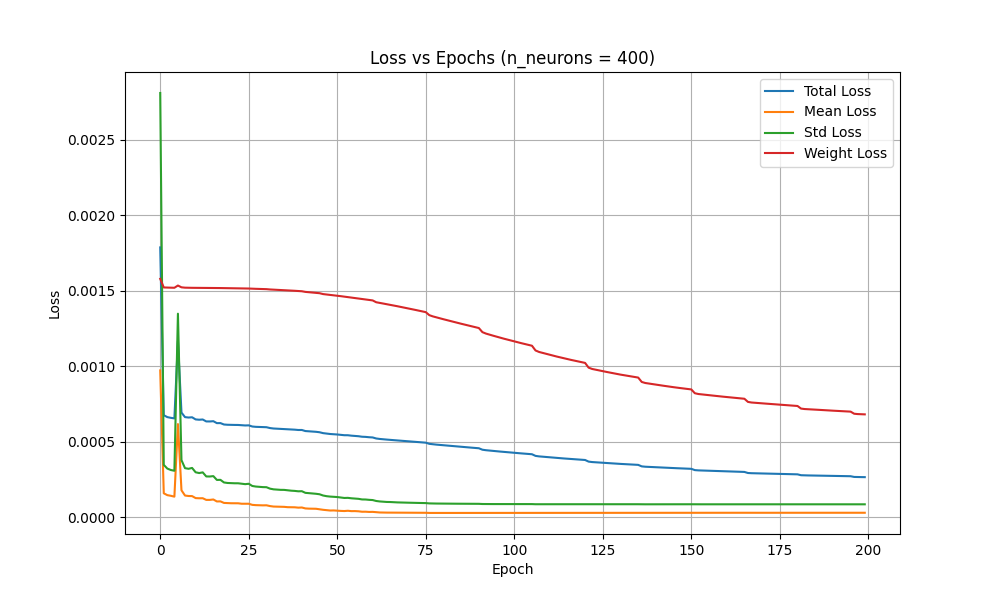 Loss vs Epochs (n_neurons = 400)
Total Loss
Mean Loss
Std Loss
Weight Loss
Loss
0.0025
0.0020
0.0015
0.0010
0.0005
0.0000
0 25 50 75 100 125 150 175 200
Epoch